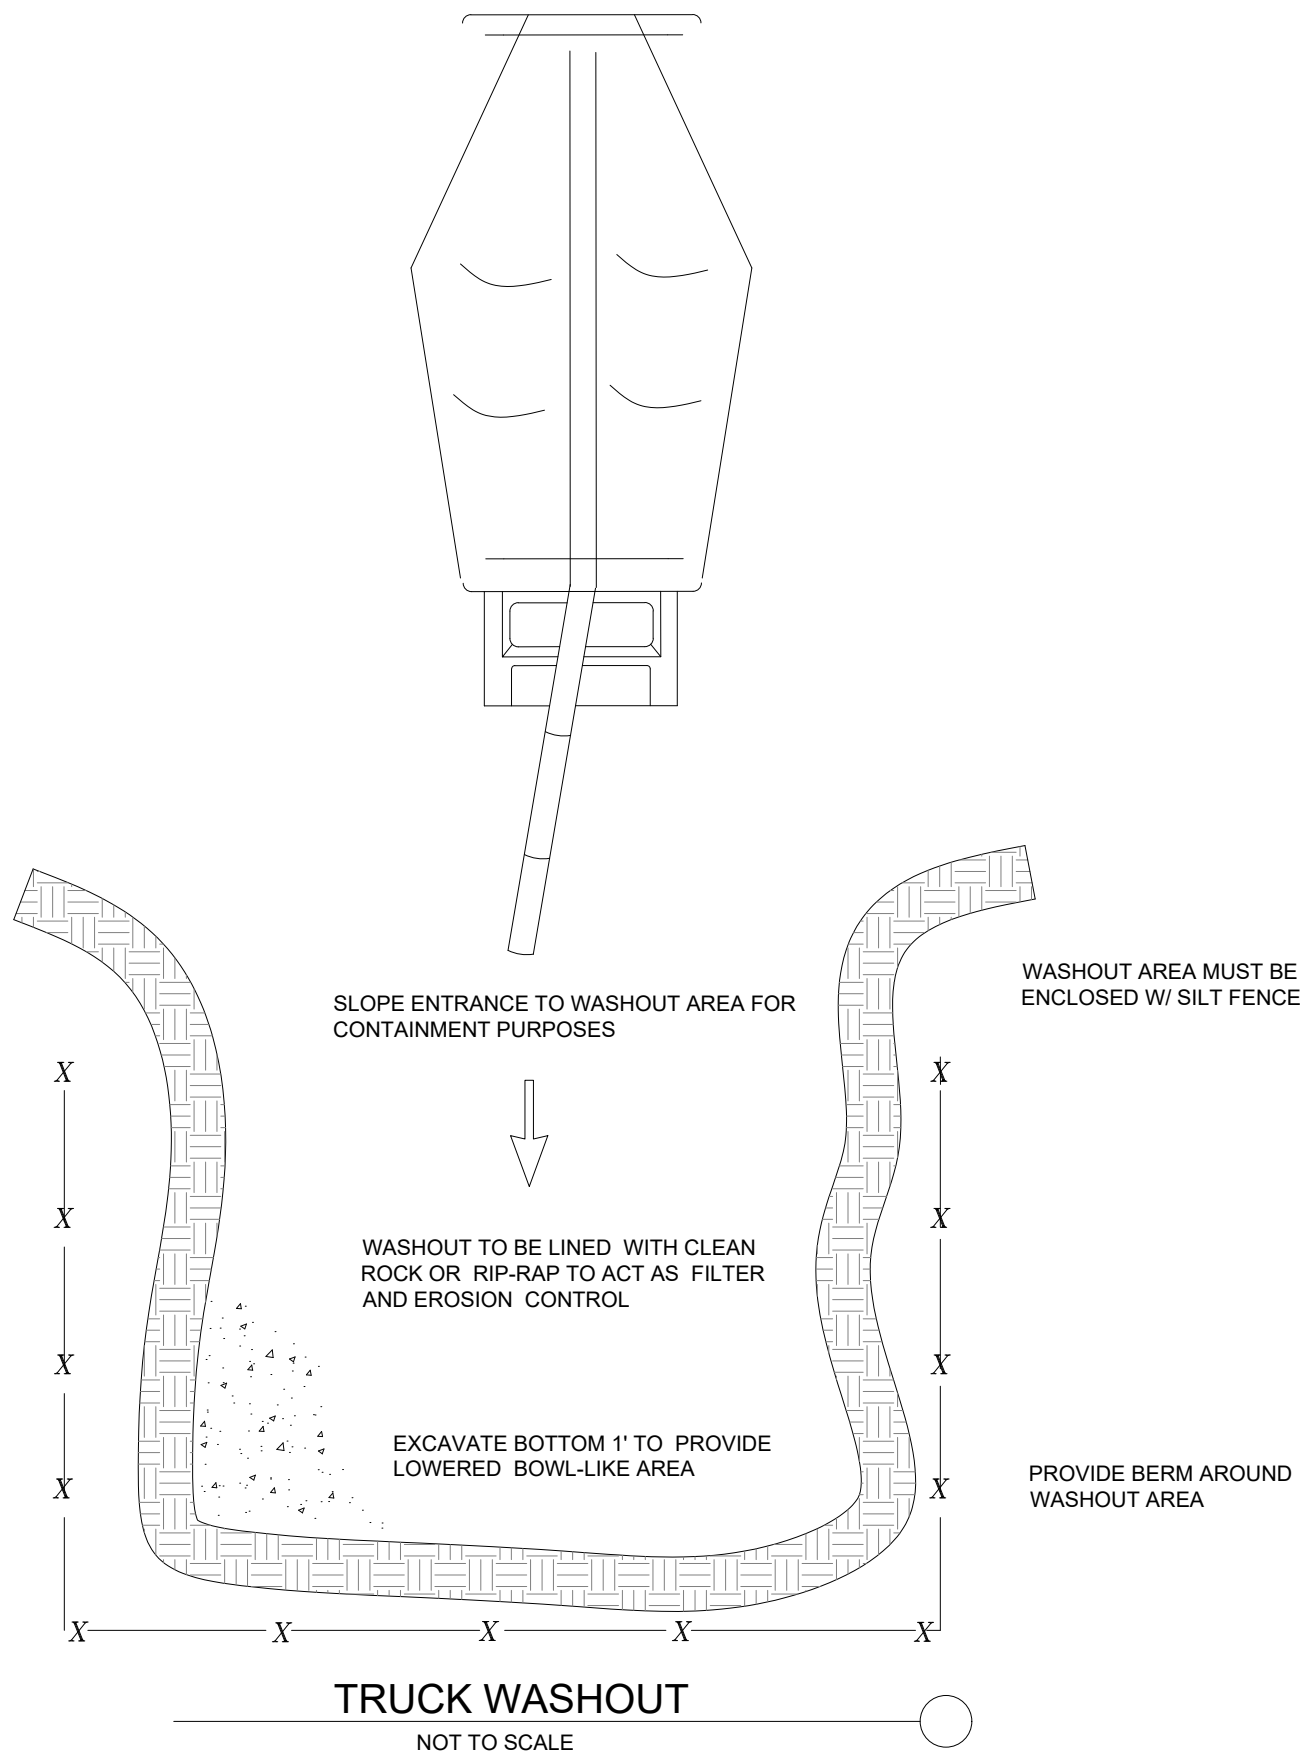 SLOPE ENTRANCE TO WASHOUT AREA FOR
CONTAINMENT PURPOSES
WASHOUT AREA MUST BE
ENCLOSED W/ SILT FENCE
X
X
X
X
WASHOUT TO BE LINED WITH CLEAN
ROCK OR RIP-RAP TO ACT AS FILTER
AND EROSION CONTROL
X
X
EXCAVATE BOTTOM 1' TO PROVIDE
LOWERED BOWL-LIKE AREA
PROVIDE BERM AROUND
WASHOUT AREA
X
X
X
X
X
X
X
TRUCK WASHOUT
NOT TO SCALE